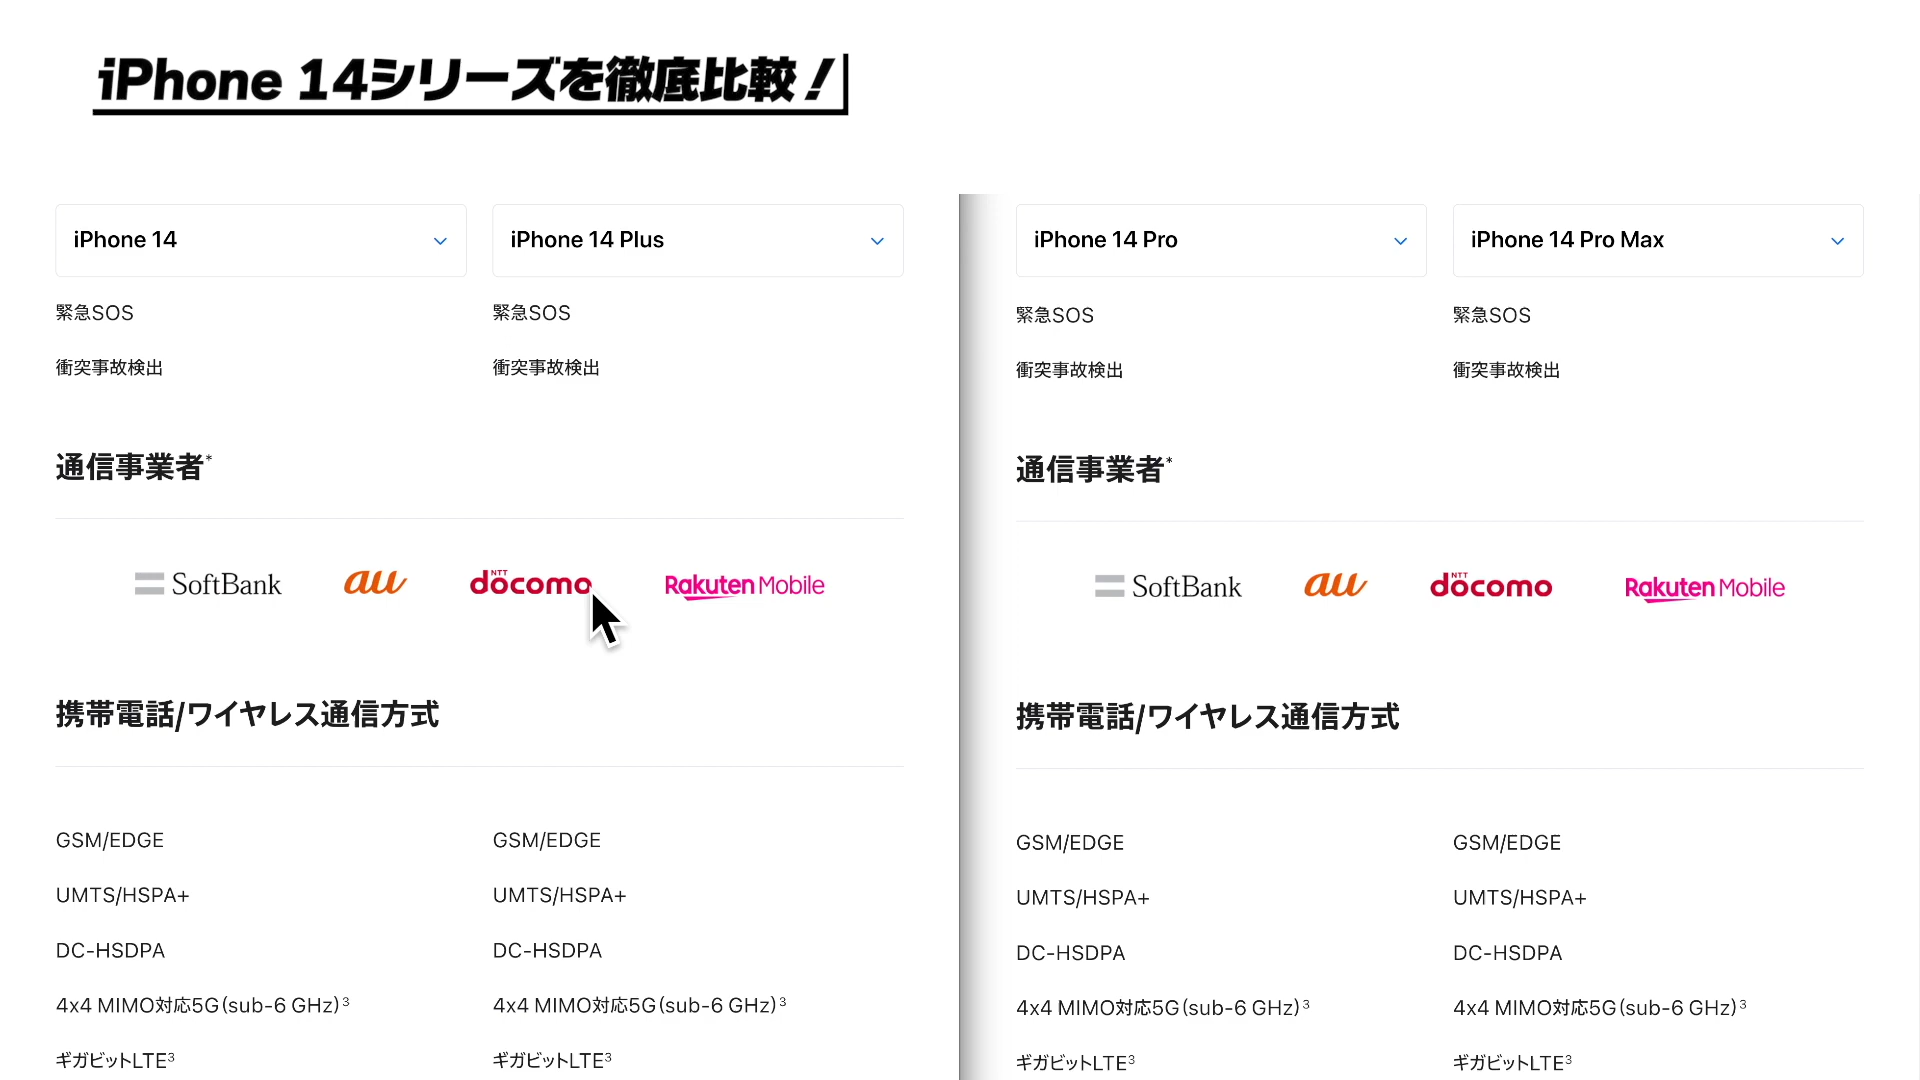 iPhone 14シリーズを徹底比較！
iPhone 14
iPhone 14 Plus
緊急SOS
緊急SOS
衝突事故検出
衝突事故検出
通信事業者*
SoftBank
au
NTT
docomo
Rakuten Mobile
携帯電話/ワイヤレス通信方式
GSM/EDGE
GSM/EDGE
UMTS/HSPA+
UMTS/HSPA+
DC-HSDPA
DC-HSDPA
4x4 MIMO対応5G(sub-6 GHz)3
4x4 MIMO対応5G(sub-6 GHz)3
ギガビットLTE3
ギガビットLTE3
iPhone 14 Pro
iPhone 14 Pro Max
緊急SOS
緊急SOS
衝突事故検出
衝突事故検出
通信事業者*
SoftBank
au
NTT
docomo
Rakuten Mobile
携帯電話/ワイヤレス通信方式
GSM/EDGE
GSM/EDGE
UMTS/HSPA+
UMTS/HSPA+
DC-HSDPA
DC-HSDPA
4x4 MIMO対応5G(sub-6 GHz)3
4x4 MIMO対応5G(sub-6 GHz)3
ギガビットLTE3
ギガビットLTE3